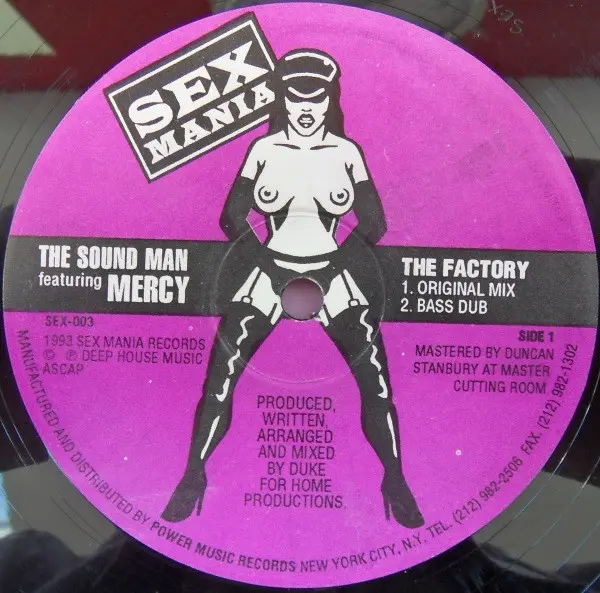 SEX
MANIA
THE SOUND MAN
featuring MERCY
THE FACTORY
1. ORIGINAL MIX
2. BASS DUB
SEX-003
1993 SEX MANIA RECORDS
© ℗ DEEP HOUSE MUSIC
ASCAP
SIDE 1
MASTERED BY DUNCAN
STANBURY AT MASTER
CUTTING ROOM
PRODUCED,
WRITTEN,
ARRANGED
AND MIXED
BY DUKE
FOR HOME
PRODUCTIONS.
MANUFACTURED AND DISTRIBUTED BY POWER MUSIC RECORDS NEW YORK CITY, N.Y, TEL. (212) 982-2506 FAX. (212) 982-1302
SEX